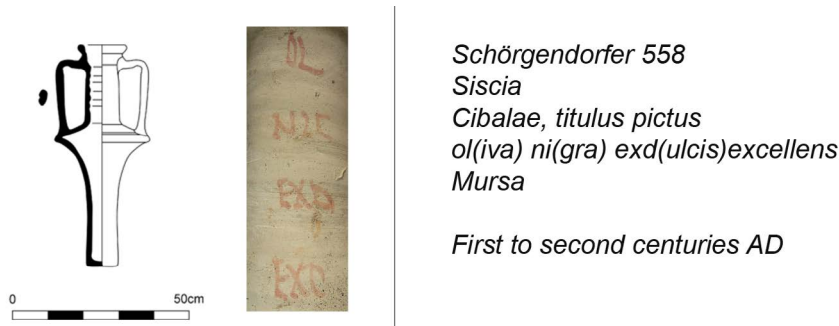 0 50cm
OL
NIG
EXD
EXC
Schörgendorfer 558
Siscia
Cibalae, titulus pictus
ol(iva) ni(gra) exd(ulcis)excellens
Mursa
First to second centuries AD